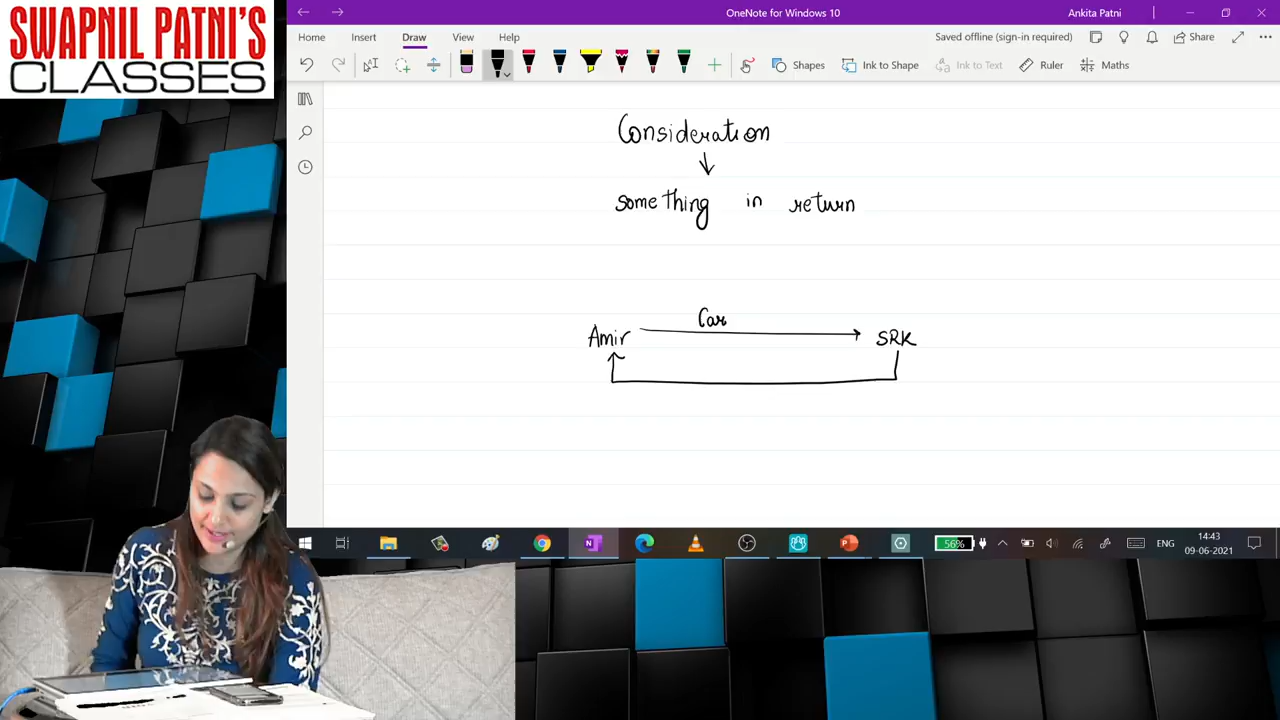 SWAPNIL PATNI'S
CLASSES
OneNote for Windows 10
Ankita Patni
Home Insert Draw View Help
Saved offline (sign-in required)
Share
Shapes
Ink to Shape
Ink to Text
Ruler
Maths
Consideration
something in return
Car
Amir
SRK
56%
ENG
14:43
09-06-2021